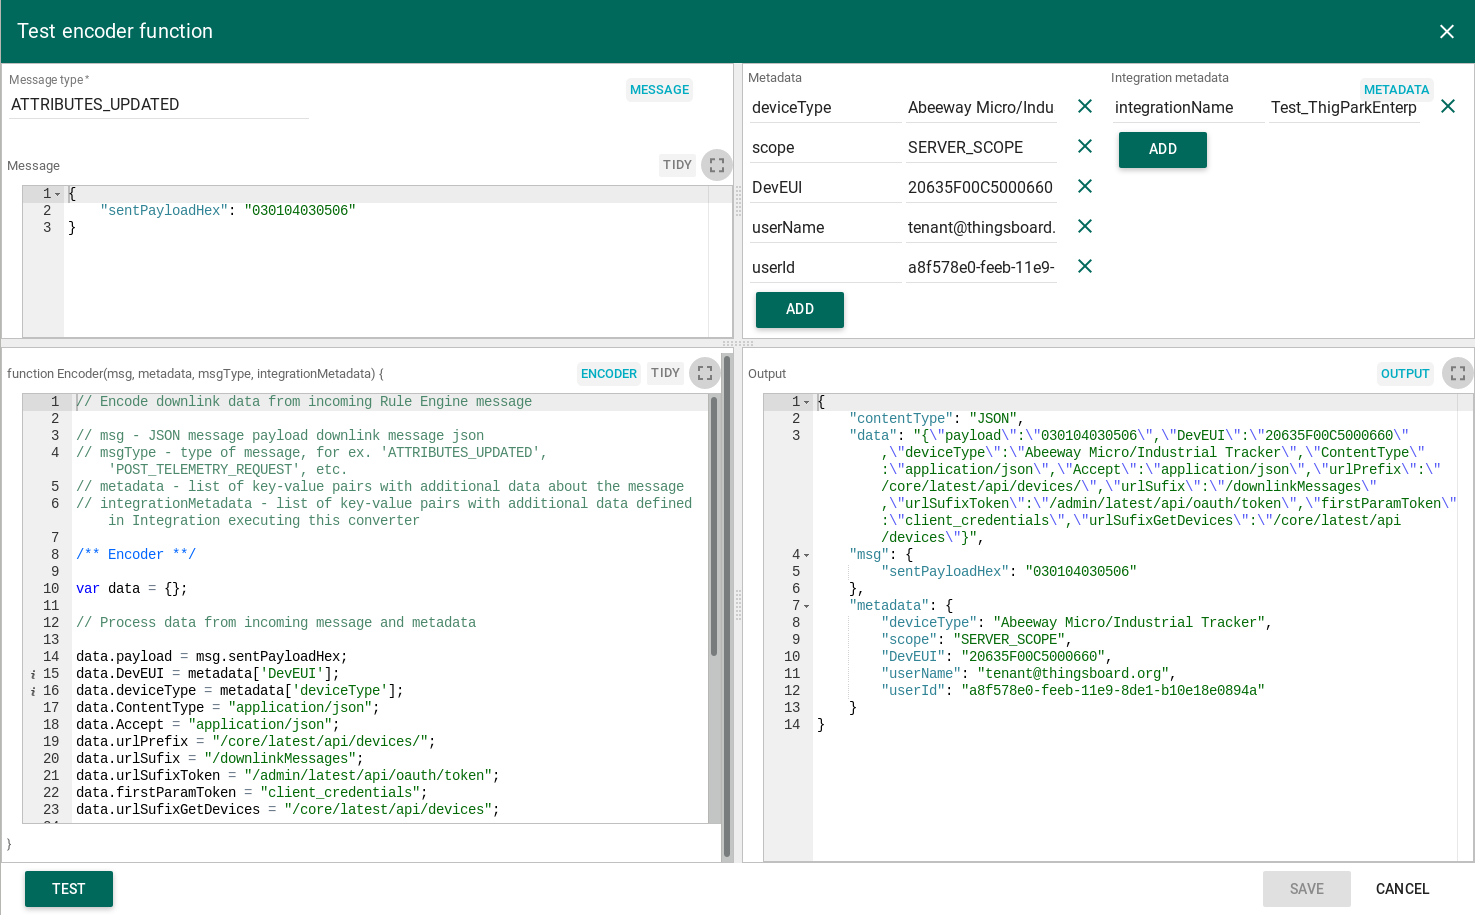 Test encoder function
Message type *
MESSAGE
ATTRIBUTES_UPDATED
Message
TIDY
1 {
2 "sentPayloadHex": "030104030506"
3 }
Metadata
deviceType Abeeway Micro/Indu
scope SERVER_SCOPE
DevEUI 20635F00C5000660
userName tenant@thingsboard.
userId a8f578e0-feeb-11e9-
ADD
Integration metadata
METADATA
integrationName Test_ThigParkEnterp
ADD
function Encoder(msg, metadata, msgType, integrationMetadata) {
ENCODER TIDY
1 // Encode downlink data from incoming Rule Engine message
2
3 // msg - JSON message payload downlink message json
4 // msgType - type of message, for ex. 'ATTRIBUTES_UPDATED',
'POST_TELEMETRY_REQUEST', etc.
5 // metadata - list of key-value pairs with additional data about the message
6 // integrationMetadata - list of key-value pairs with additional data defined
in Integration executing this converter
7
8 /** Encoder **/
9
10 var data = {};
11
12 // Process data from incoming message and metadata
13
14 data.payload = msg.sentPayloadHex;
i 15 data.DevEUI = metadata['DevEUI'];
i 16 data.deviceType = metadata['deviceType'];
17 data.ContentType = "application/json";
18 data.Accept = "application/json";
19 data.urlPrefix = "/core/latest/api/devices/";
20 data.urlSufix = "/downlinkMessages";
21 data.urlSufixToken = "/admin/latest/api/oauth/token";
22 data.firstParamToken = "client_credentials";
23 data.urlSufixGetDevices = "/core/latest/api/devices";
}
Output
OUTPUT
1 {
2 "contentType": "JSON",
3 "data": "{\"payload\":\"030104030506\",\"DevEUI\":\"20635F00C5000660\"
,\"deviceType\":\"Abeeway Micro/Industrial Tracker\",\"ContentType\"
:\"application/json\",\"Accept\":\"application/json\",\"urlPrefix\":\"
/core/latest/api/devices/\",\"urlSufix\":\"/downlinkMessages\"
,\"urlSufixToken\":\"/admin/latest/api/oauth/token\",\"firstParamToken\"
:\"client_credentials\",\"urlSufixGetDevices\":\"/core/latest/api
/devices\"}",
4 "msg": {
5 "sentPayloadHex": "030104030506"
6 },
7 "metadata": {
8 "deviceType": "Abeeway Micro/Industrial Tracker",
9 "scope": "SERVER_SCOPE",
10 "DevEUI": "20635F00C5000660",
11 "userName": "tenant@thingsboard.org",
12 "userId": "a8f578e0-feeb-11e9-8de1-b10e18e0894a"
13 }
14 }
TEST
SAVE
CANCEL